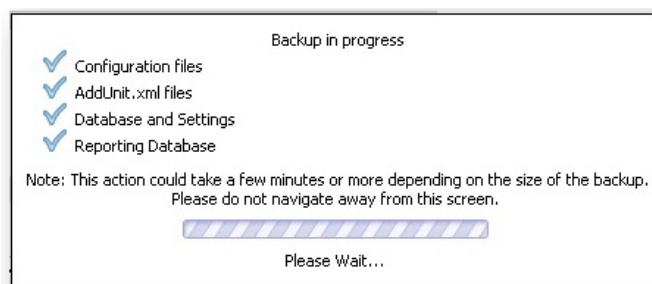 Backup in progress
Configuration files
AddUnit.xml files
Database and Settings
Reporting Database
Note: This action could take a few minutes or more depending on the size of the backup.
Please do not navigate away from this screen.
Please Wait...